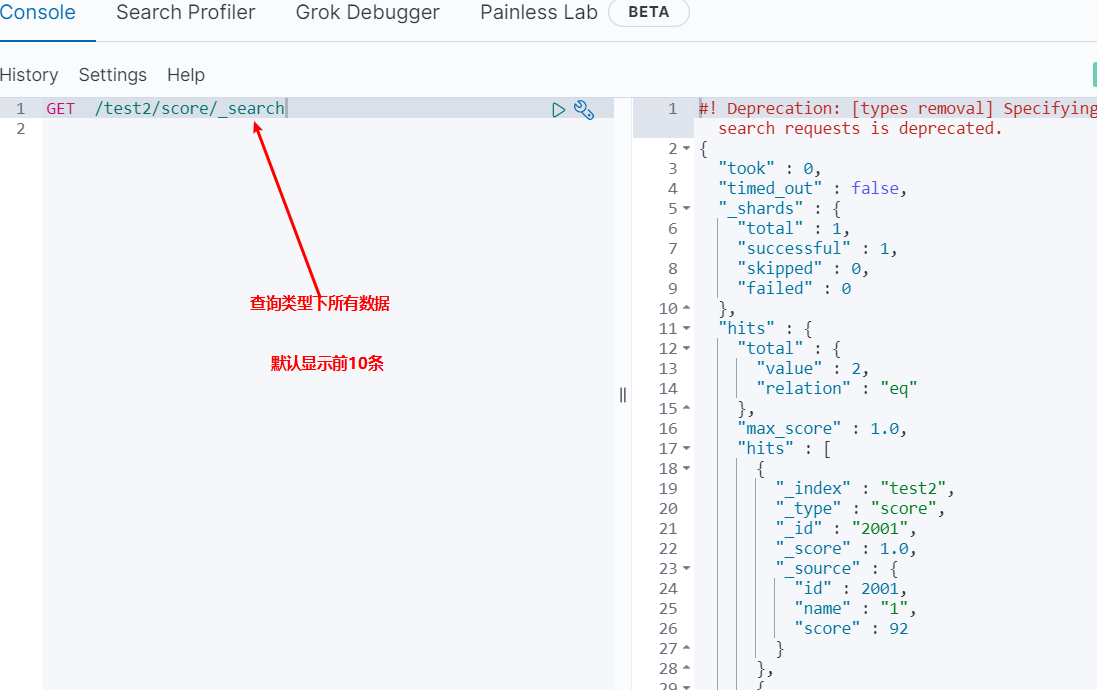 Console Search Profiler Grok Debugger Painless Lab BETA
History Settings Help
1 GET /test2/score/_search
2
查询类型下所有数据
默认显示前10条
1 #! Deprecation: [types removal] Specifying
search requests is deprecated.
2 {
3 "took" : 0,
4 "timed_out" : false,
5 "_shards" : {
6 "total" : 1,
7 "successful" : 1,
8 "skipped" : 0,
9 "failed" : 0
10 },
11 "hits" : {
12 "total" : {
13 "value" : 2,
14 "relation" : "eq"
15 },
16 "max_score" : 1.0,
17 "hits" : [
18 {
19 "_index" : "test2",
20 "_type" : "score",
21 "_id" : "2001",
22 "_score" : 1.0,
23 "_source" : {
24 "id" : 2001,
25 "name" : "1",
26 "score" : 92
27 }
28 },
29 {